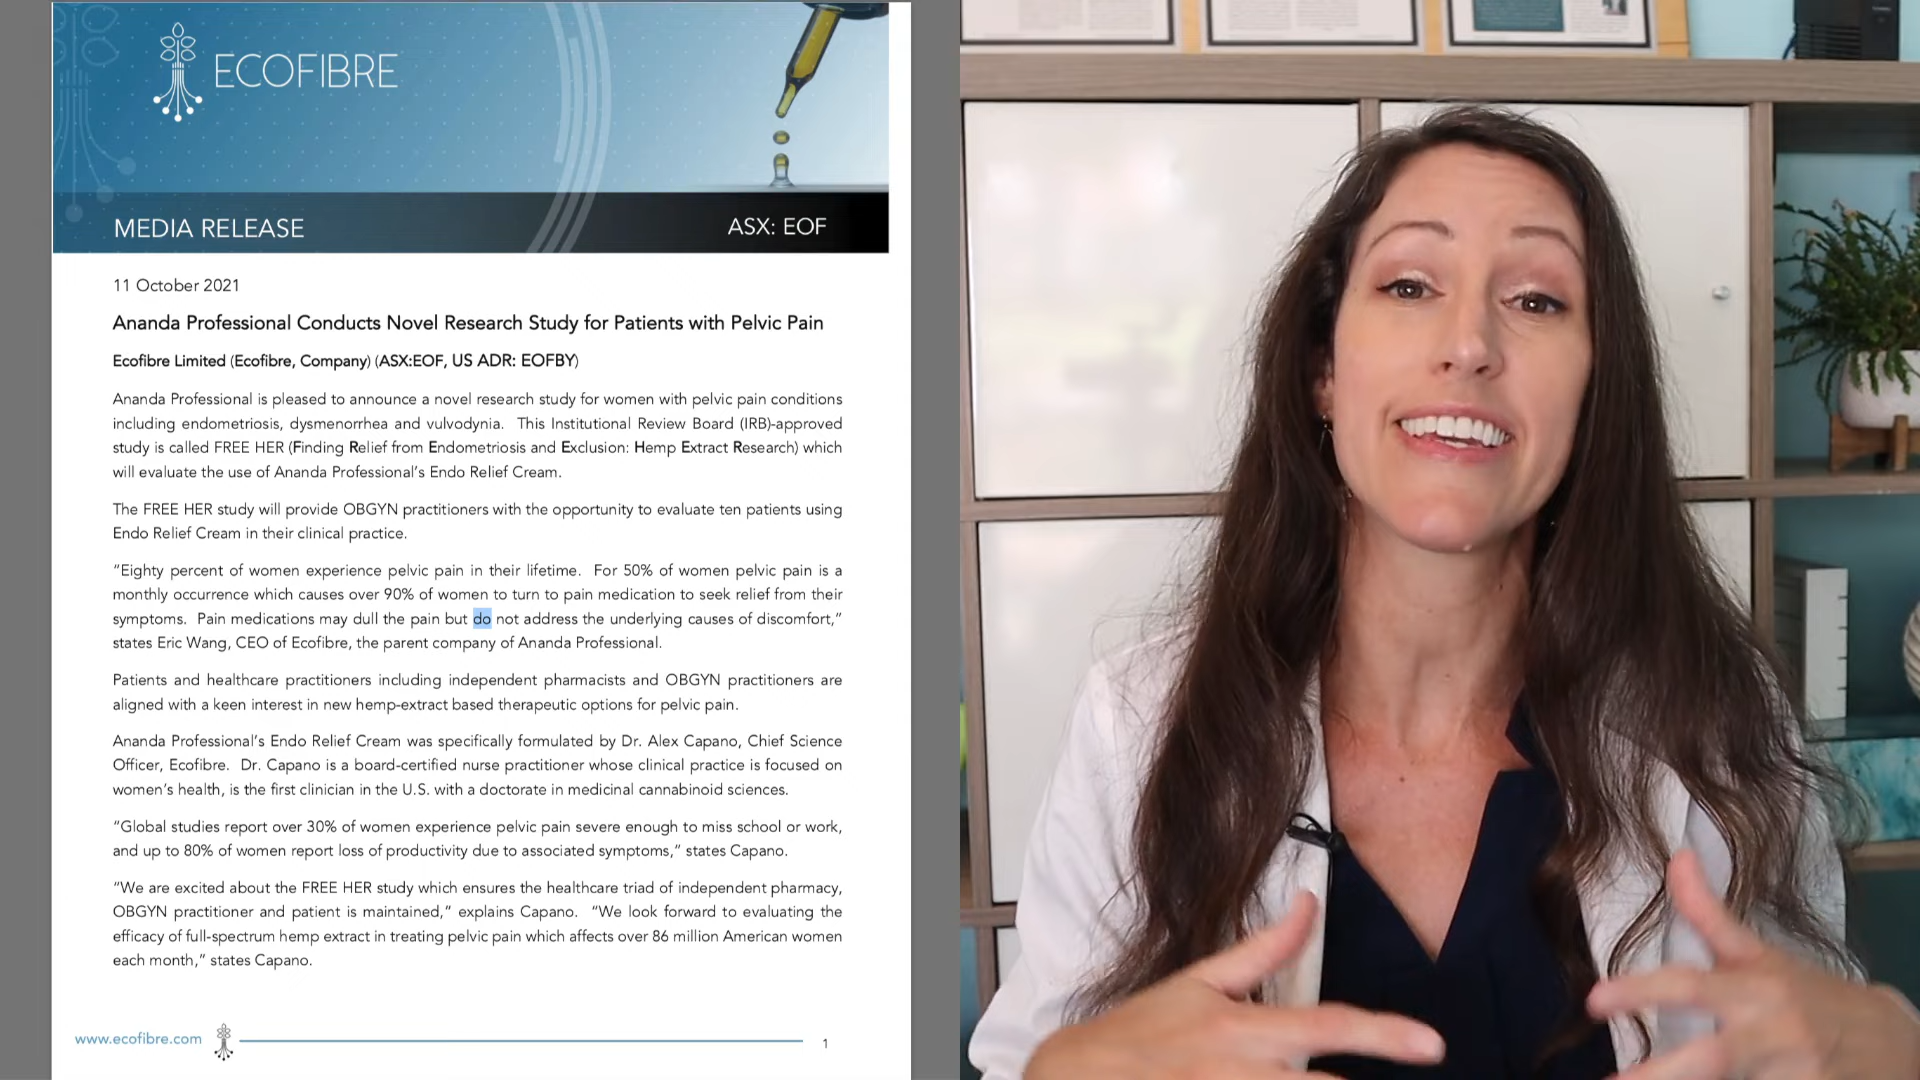 ECOFIBRE
MEDIA RELEASE
ASX: EOF
11 October 2021
Ananda Professional Conducts Novel Research Study for Patients with Pelvic Pain
Ecofibre Limited (Ecofibre, Company) (ASX:EOF, US ADR: EOFBY)
Ananda Professional is pleased to announce a novel research study for women with pelvic pain conditions
including endometriosis, dysmenorrhea and vulvodynia. This Institutional Review Board (IRB)-approved
study is called FREE HER (Finding Relief from Endometriosis and Exclusion: Hemp Extract Research) which
will evaluate the use of Ananda Professional’s Endo Relief Cream.
The FREE HER study will provide OBGYN practitioners with the opportunity to evaluate ten patients using
Endo Relief Cream in their clinical practice.
“Eighty percent of women experience pelvic pain in their lifetime. For 50% of women pelvic pain is a
monthly occurrence which causes over 90% of women to turn to pain medication to seek relief from their
symptoms. Pain medications may dull the pain but do not address the underlying causes of discomfort,”
states Eric Wang, CEO of Ecofibre, the parent company of Ananda Professional.
Patients and healthcare practitioners including independent pharmacists and OBGYN practitioners are
aligned with a keen interest in new hemp-extract based therapeutic options for pelvic pain.
Ananda Professional’s Endo Relief Cream was specifically formulated by Dr. Alex Capano, Chief Science
Officer, Ecofibre. Dr. Capano is a board-certified nurse practitioner whose clinical practice is focused on
women’s health, is the first clinician in the U.S. with a doctorate in medicinal cannabinoid sciences.
“Global studies report over 30% of women experience pelvic pain severe enough to miss school or work,
and up to 80% of women report loss of productivity due to associated symptoms,” states Capano.
“We are excited about the FREE HER study which ensures the healthcare triad of independent pharmacy,
OBGYN practitioner and patient is maintained,” explains Capano. “We look forward to evaluating the
efficacy of full-spectrum hemp extract in treating pelvic pain which affects over 86 million American women
each month,” states Capano.
www.ecofibre.com
1